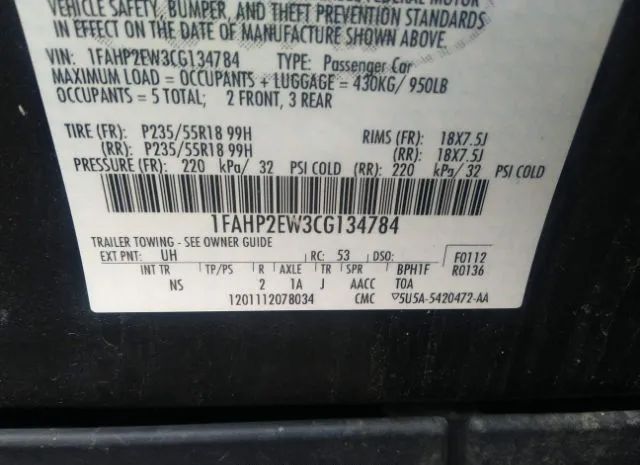 VEHICLE SAFETY, BUMPER, AND THEFT PREVENTION STANDARDS
IN EFFECT ON THE DATE OF MANUFACTURE SHOWN ABOVE.
VIN: 1FAHP2EW3CG134784 TYPE: Passenger Car
MAXIMUM LOAD = OCCUPANTS + LUGGAGE = 430KG/ 950LB
OCCUPANTS = 5 TOTAL; 2 FRONT, 3 REAR
TIRE (FR): P235/55R18 99H RIMS (FR): 18X7.5J
(RR): P235/55R18 99H (RR): 18X7.5J
PRESSURE (FR): 220 kPa/ 32 PSI COLD (RR): 220 kPa/ 32 PSI COLD
1FAHP2EW3CG134784
TRAILER TOWING - SEE OWNER GUIDE
EXT PNT: UH RC: 53 DSO: F0112
INT TR TP/PS R AXLE TR SPR BPH1F R0136
NS 2 1A J AACC TOA
1201112078034 CMC ▽5U5A-5420472-AA